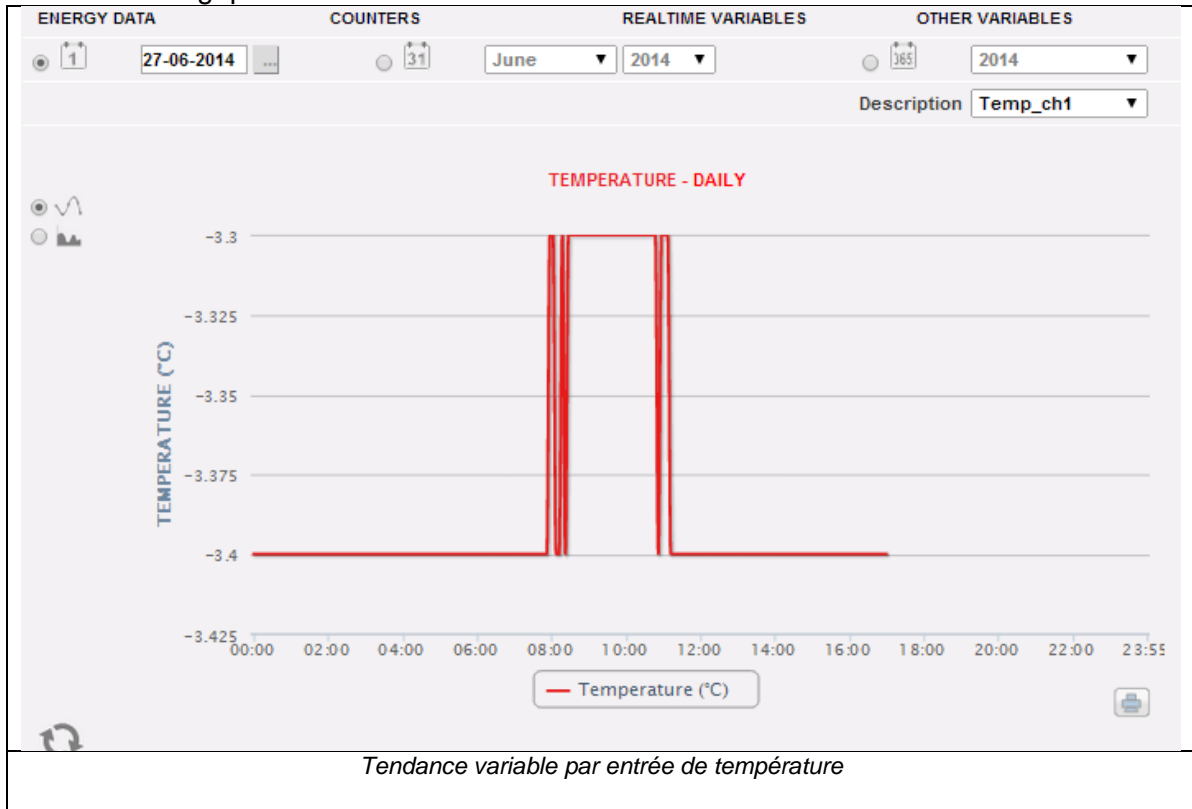 ENERGY DATA COUNTERS REALTIME VARIABLES OTHER VARIABLES
1 27-06-2014 ... 31 June 2014 365 2014
Description Temp_ch1
TEMPERATURE - DAILY
TEMPERATURE (°C)
-3.3
-3.325
-3.35
-3.375
-3.4
-3.425
00:00 02:00 04:00 06:00 08:00 10:00 12:00 14:00 16:00 18:00 20:00 22:00 23:55
Temperature (°C)
Tendance variable par entrée de température